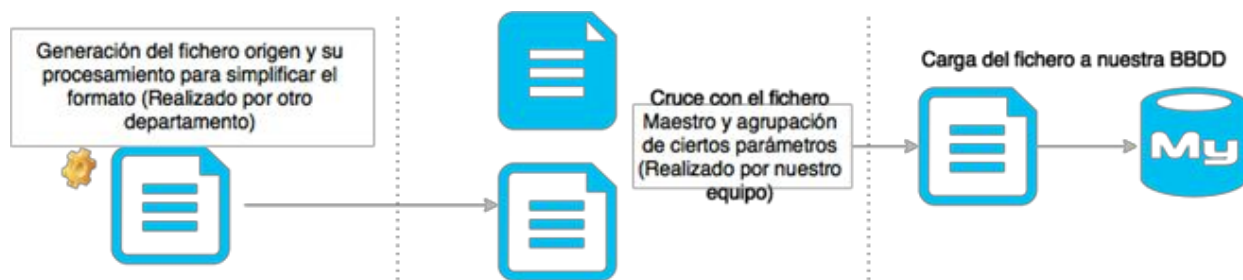 Generación del fichero origen y su
procesamiento para simplificar el
formato (Realizado por otro
departamento)
Cruce con el fichero
Maestro y agrupación
de ciertos parámetros
(Realizado por nuestro
equipo)
Carga del fichero a nuestra BBDD
My